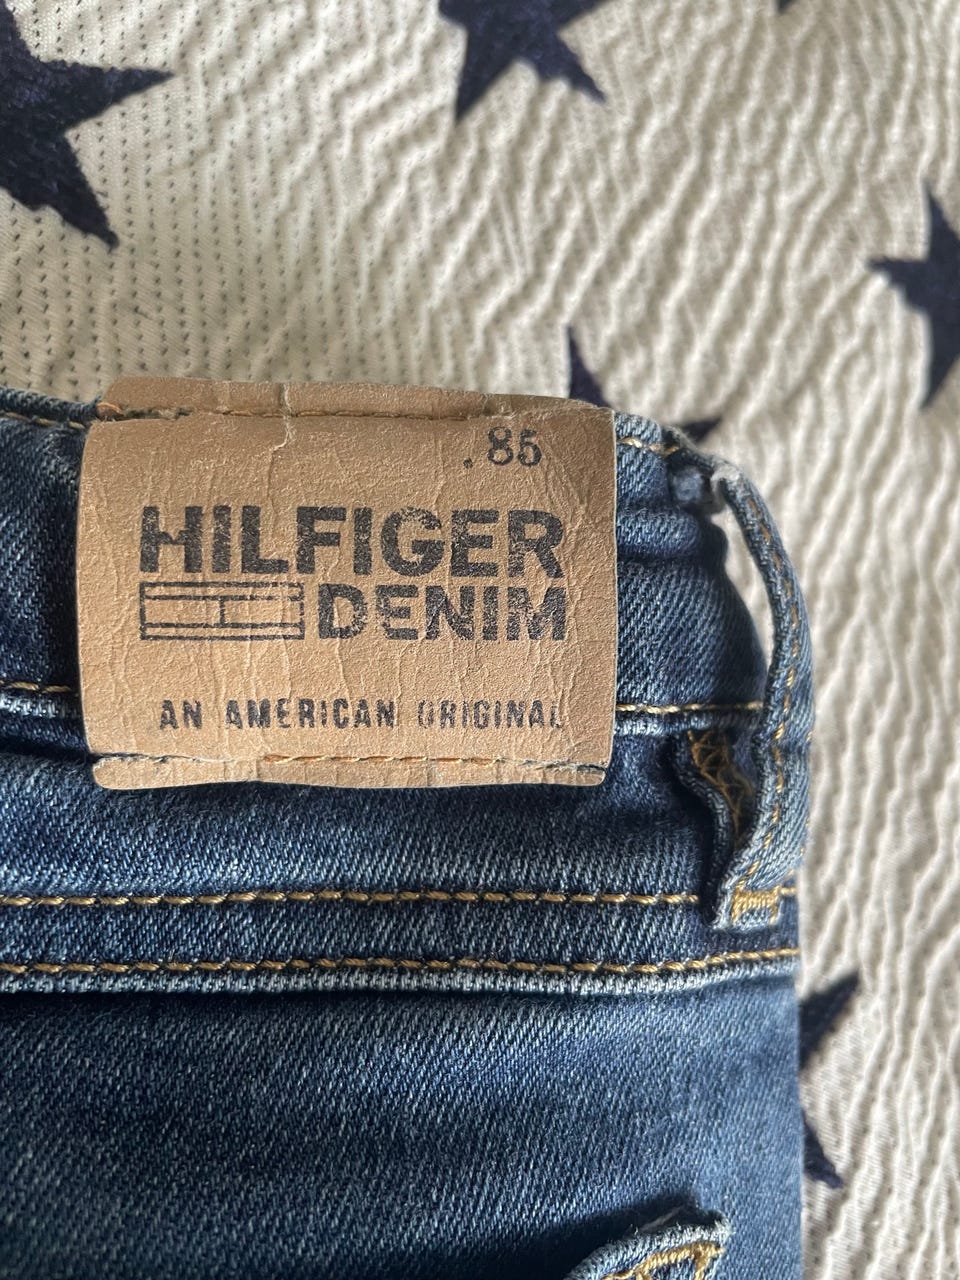 .85
HILFIGER
DENIM
AN AMERICAN ORIGINAL